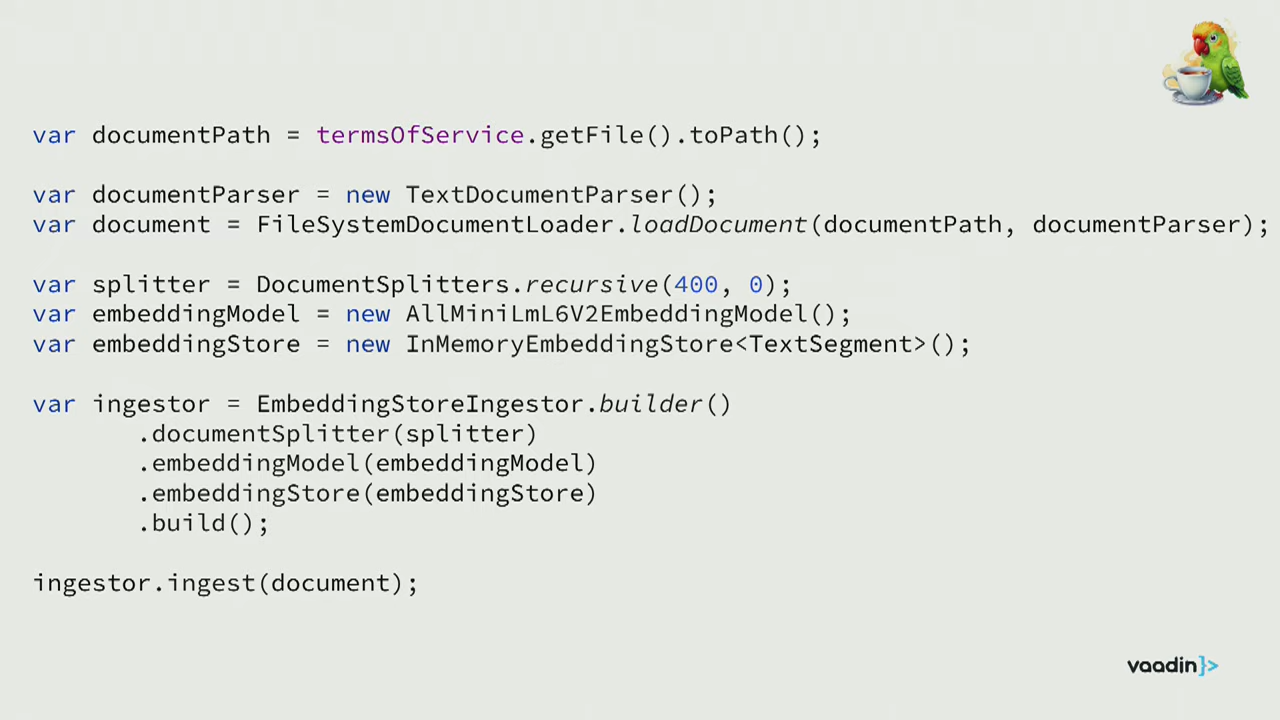 var documentPath = termsOfService.getFile().toPath();
var documentParser = new TextDocumentParser();
var document = FileSystemDocumentLoader.loadDocument(documentPath, documentParser);
var splitter = DocumentSplitters.recursive(400, 0);
var embeddingModel = new AllMiniLmL6V2EmbeddingModel();
var embeddingStore = new InMemoryEmbeddingStore<TextSegment>();
var ingestor = EmbeddingStoreIngestor.builder()
.documentSplitter(splitter)
.embeddingModel(embeddingModel)
.embeddingStore(embeddingStore)
.build();
ingestor.ingest(document);
vaadin}>